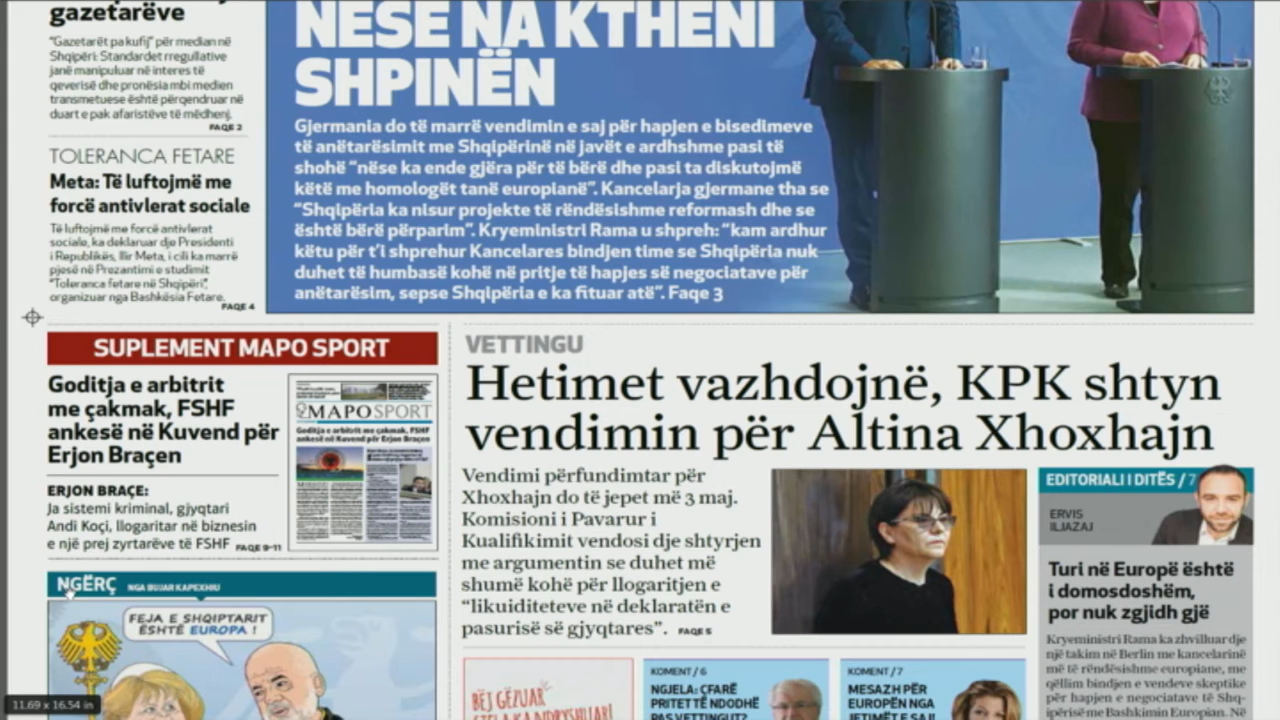 gazetarëve
"Gazetarët pa kufij" për median në
Shqipëri: Standardet rregullative
janë manipuluar në interes të
qeverisë dhe pronësia mbi medien
transmetuese është përqendruar në
duart e pak afaristëve të mëdhenj.
FAQE 2
TOLERANCA FETARE
Meta: Të luftojmë me
forcë antivlerat sociale
Të luftojmë me forcë antivlerat
sociale, ka deklaruar dje Presidenti
i Republikës, Ilir Meta, i cili ka marrë
pjesë në Prezantimi e studimit
"Toleranca fetare në Shqipëri",
organizuar nga Bashkësia Fetare.
FAQE 4
NESE NA KTHENI
SHPINËN
Gjermania do të marrë vendimin e saj për hapjen e bisedimeve
të anëtarësimit me Shqipërinë në javët e ardhshme pasi të
shohë "nëse ka ende gjëra për të bërë dhe pasi ta diskutojmë
këtë me homologët tanë europianë". Kancelarja gjermane tha se
"Shqipëria ka nisur projekte të rëndësishme reformash dhe se
është bërë përparim". Kryeministri Rama u shpreh: "kam ardhur
këtu për t'i shprehur Kancelares bindjen time se Shqipëria nuk
duhet të humbasë kohë në pritje të hapjes së negociatave për
anëtarësim, sepse Shqipëria e ka fituar atë". Faqe 3
SUPLEMENT MAPO SPORT
Goditja e arbitrit
me çakmak, FSHF
ankesë në Kuvend për
Erjon Braçen
ERJON BRAÇE:
Ja sistemi kriminal, gjyqtari
Andi Koçi, llogaritar në biznesin
e një prej zyrtarëve të FSHF FAQE 9-11
MAPOSPORT
Goditja e arbitrit me çakmak, FSHF
ankesë në Kuvend për Erjon Braçen
NGËRÇ NGA BUJAR KAPEXHIU
FEJA E SHQIPTARIT
ËSHTË EUROPA !
11.69 x 16.54 in
VETTINGU
Hetimet vazhdojnë, KPK shtyn
vendimin për Altina Xhoxhajn
Vendimi përfundimtar për
Xhoxhajn do të jepet më 3 maj.
Komisioni i Pavarur i
Kualifikimit vendosi dje shtyrjen
me argumentin se duhet më
shumë kohë për llogaritjen e
"likuiditeteve në deklaratën e
pasurisë së gjyqtares". FAQE 5
BËJ GËZUAR
KOMENT / 6
NGJELA: ÇFARË
PRITET TË NDODHË
PAS VETTINGUT?
KOMENT / 7
MESAZH PËR
EUROPËN NGA
JETIMËT E SAJ!
EDITORIALI I DITËS / 7
ERVIS
ILJAZAJ
Turi në Europë është
i domosdoshëm,
por nuk zgjidh gjë
Kryeministri Rama ka zhvilluar dje
një takim në Berlin me kancelarinë
më të rëndësishme europiane, me
qëllim bindjen e vendeve skeptike
për hapjen e negociatave të Shq-
ipërisë me Bashkimin Europian. Në